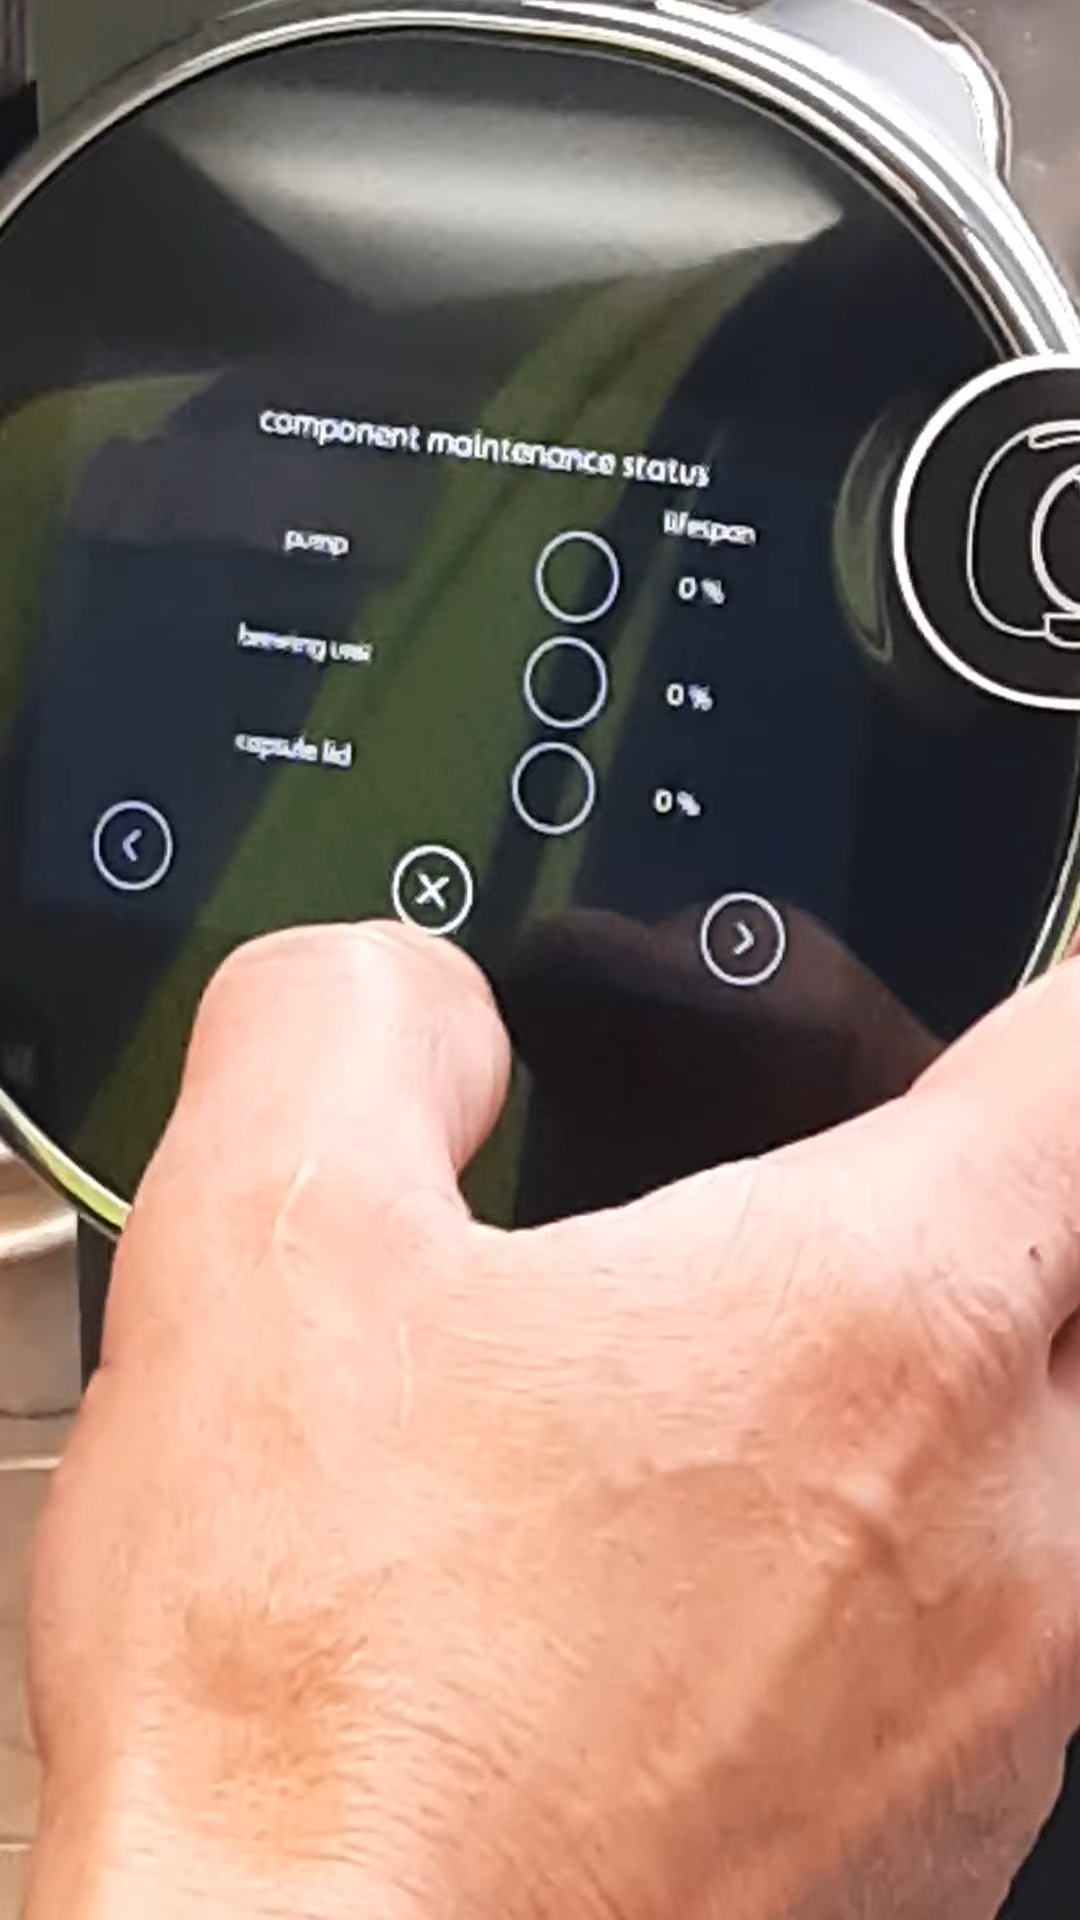 component maintenance status
lifespan
pump
0 %
brewing unit
0 %
capsule lid
0 %